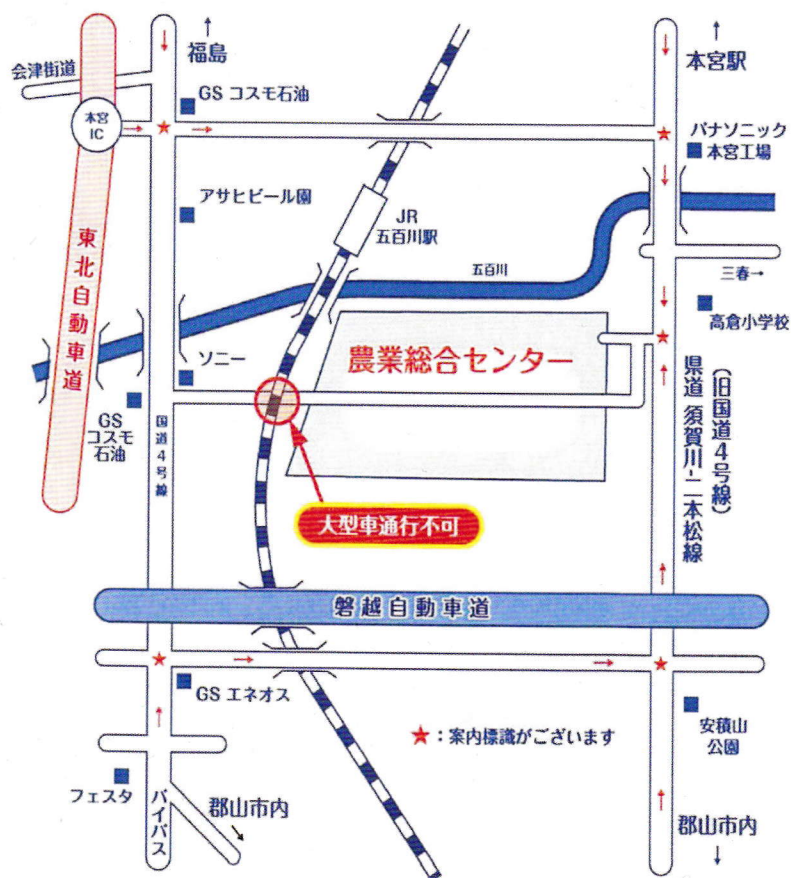 ↑
福島
↑
本宮駅
会津街道
GS コスモ石油
本宮
IC
パナソニック
本宮工場
アサヒビール園
JR
五百川駅
東北自動車道
五百川
三春→
高倉小学校
ソニー
農業総合センター
GS
コスモ
石油
国道4号線
(旧国道4号線)
県道 須賀川-二本松線
大型車通行不可
磐越自動車道
GS エネオス
★:案内標識がございます
安積山
公園
フェスタ
バイパス
郡山市内
郡山市内
↓